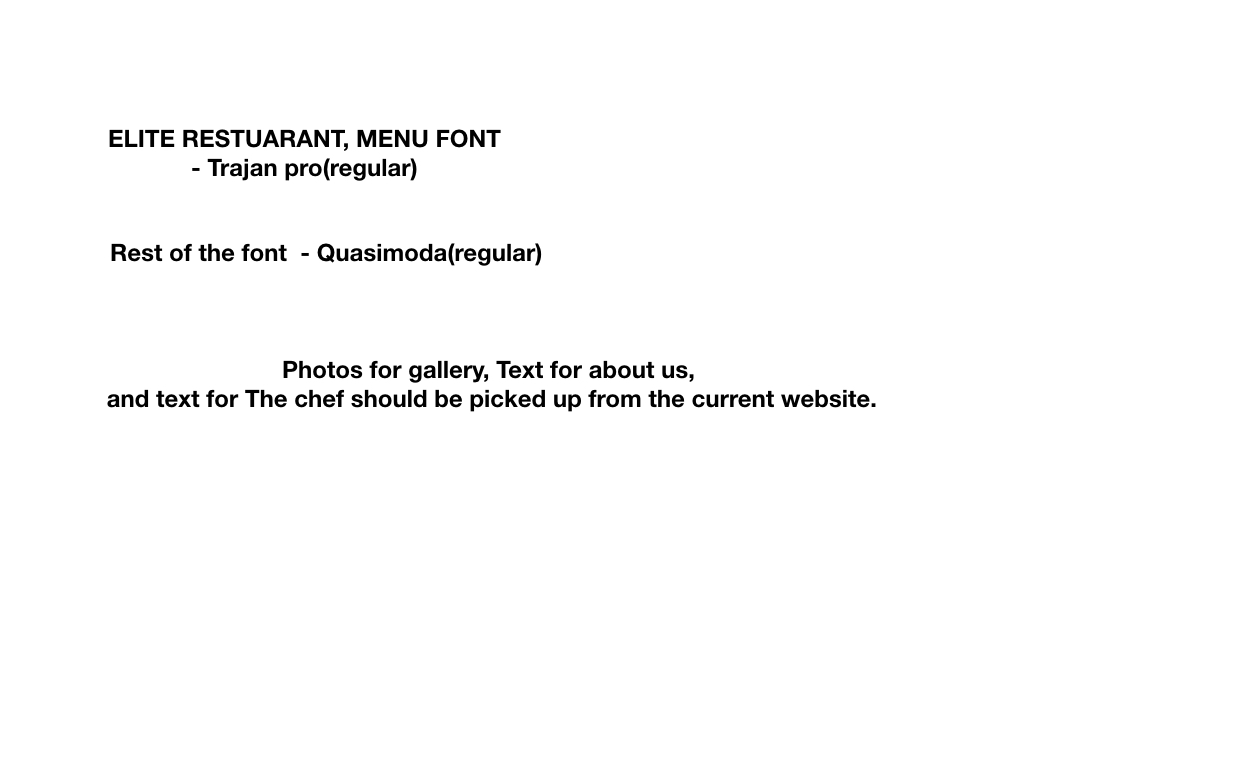 ELITE RESTUARANT, MENU FONT
- Trajan pro(regular)
Rest of the font  - Quasimoda(regular)
Photos for gallery, Text for about us,
and text for The chef should be picked up from the current website.